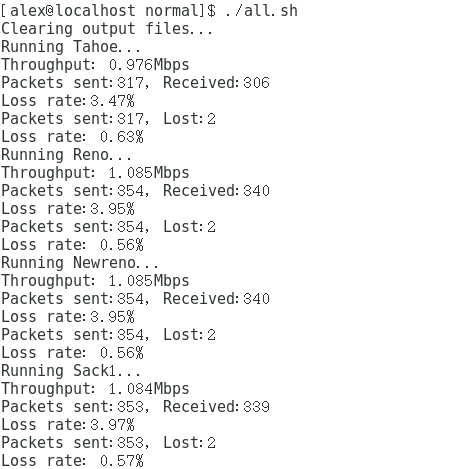 [alex@localhost normal]$ ./all.sh
Clearing output files...
Running Tahoe...
Throughput: 0.976Mbps
Packets sent:317, Received:306
Loss rate:3.47%
Packets sent:317, Lost:2
Loss rate: 0.63%
Running Reno...
Throughput: 1.085Mbps
Packets sent:354, Received:340
Loss rate:3.95%
Packets sent:354, Lost:2
Loss rate: 0.56%
Running Newreno...
Throughput: 1.085Mbps
Packets sent:354, Received:340
Loss rate:3.95%
Packets sent:354, Lost:2
Loss rate: 0.56%
Running Sack1...
Throughput: 1.084Mbps
Packets sent:353, Received:339
Loss rate:3.97%
Packets sent:353, Lost:2
Loss rate: 0.57%